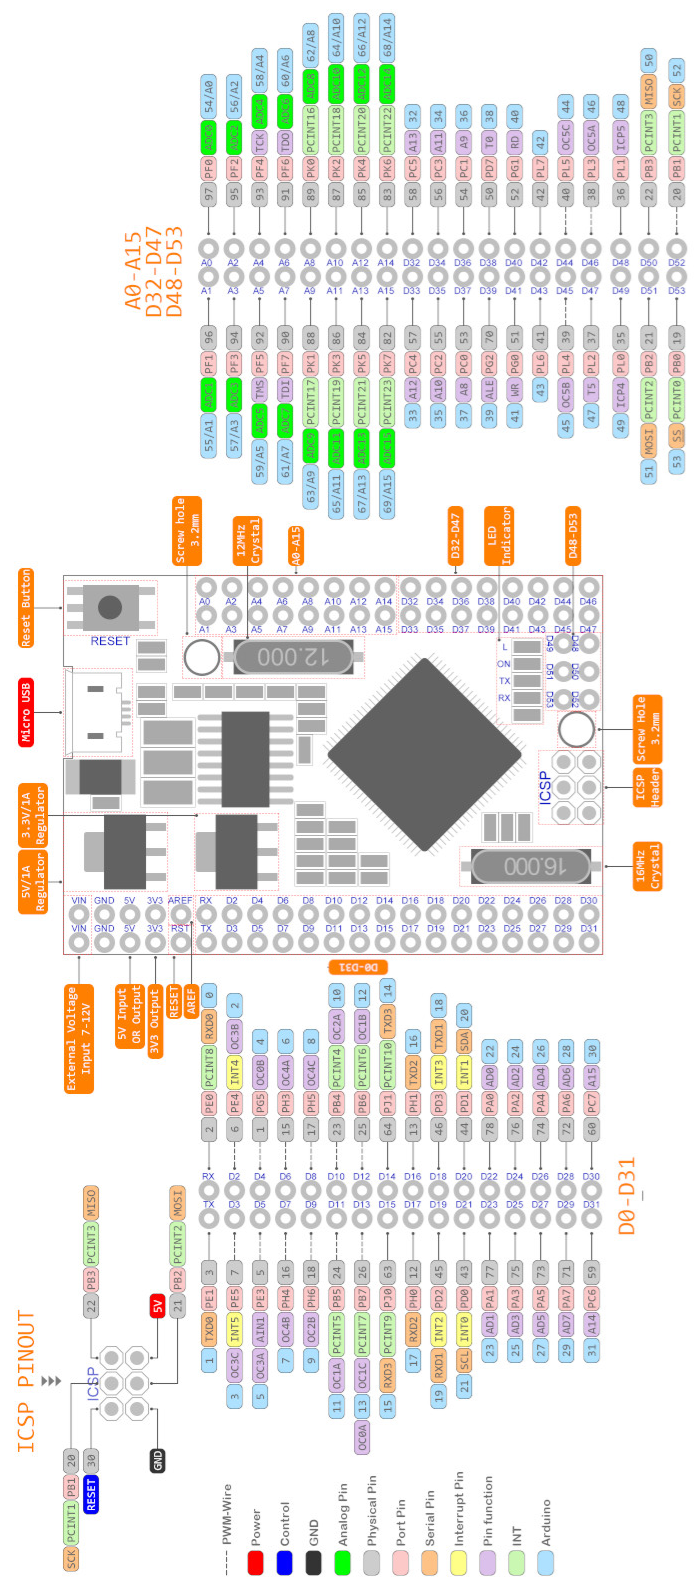 A0-A15
D32-D47
D48-D53
54/A0 ADC0 PF0 97
56/A2 ADC2 PF2 95
58/A4 ADC4 TCK PF4 93
60/A6 ADC6 TDO PF6 91
62/A8 ADC8 PCINT16 PK0 89
64/A10 ADC10 PCINT18 PK2 87
66/A12 ADC12 PCINT20 PK4 85
68/A14 ADC14 PCINT22 PK6 83
32 A13 PC5 58
34 A11 PC3 56
36 A9 PC1 54
38 T0 PD7 50
40 RD PG1 52
42 PL7 42
44 OC5C PL5 40
46 OC5A PL3 38
48 ICP5 PL1 36
50 MISO PCINT3 PB3 22
52 SCK PCINT1 PB1 20
A0 A2 A4 A6 A8 A10 A12 A14 D32 D34 D36 D38 D40 D42 D44 D46 D48 D50 D52
A1 A3 A5 A7 A9 A11 A13 A15 D33 D35 D37 D39 D41 D43 D45 D47 D49 D51 D53
96 PF1 ADC1 55/A1
94 PF3 ADC3 57/A3
92 PF5 TMS ADC5 59/A5
90 PF7 TDI ADC7 61/A7
88 PK1 PCINT17 ADC9 63/A9
86 PK3 PCINT19 ADC11 65/A11
84 PK5 PCINT21 ADC13 67/A13
82 PK7 PCINT23 ADC15 69/A15
57 PC4 A12 33
55 PC2 A10 35
53 PC0 A8 37
70 PG2 ALE 39
51 PG0 WR 41
41 PL6 43
39 PL4 OC5B 45
37 PL2 T5 47
35 PL0 ICP4 49
21 PB2 PCINT2 MOSI 51
19 PB0 PCINT0 SS 53
Reset Button
Micro USB
3.3V/1A
Regulator
5V/1A
Regulator
Screw hole
3.2mm
12MHz
Crystal
A0-A15
D32-D47
LED
Indicator
D48-D53
Screw Hole
3.2mm
ICSP
Header
16MHz
Crystal
A0 A2 A4 A6 A8 A10 A12 A14 D32 D34 D36 D38 D40 D42 D44 D46
A1 A3 A5 A7 A9 A11 A13 A15 D33 D35 D37 D39 D41 D43 D45 D47
RESET
12.000
L
ON
TX
RX
D49 D48
D51 D50
D53 D52
ICSP
16.000
VIN GND 5V 3V3 AREF RX D2 D4 D6 D8 D10 D12 D14 D16 D18 D20 D22 D24 D26 D28 D30
VIN GND 5V 3V3 RST TX D3 D5 D7 D9 D11 D13 D15 D17 D19 D21 D23 D25 D27 D29 D31
External Voltage
Input 7-12V
5V Input
OR Output
3V3 Output
RESET
AREF
D0-D31
0 RXD0 PCINT8 PE0 2
2 OC3B INT4 PE4 6
4 OC0B PG5 1
6 OC4A PH3 15
8 OC4C PH5 17
10 OC2A PCINT4 PB4 23
12 OC1B PCINT6 PB6 25
14 TXD3 PCINT10 PJ1 64
16 TXD2 PH1 13
18 TXD1 INT3 PD3 46
20 SDA INT1 PD1 44
22 AD0 PA0 78
24 AD2 PA2 76
26 AD4 PA4 74
28 AD6 PA6 72
30 A15 PC7 60
RX D2 D4 D6 D8 D10 D12 D14 D16 D18 D20 D22 D24 D26 D28 D30
TX D3 D5 D7 D9 D11 D13 D15 D17 D19 D21 D23 D25 D27 D29 D31
D0-D31
3 PE1 TXD0 1
7 PE5 INT5 OC3C 3
5 PE3 AIN1 OC3A 5
16 PH4 OC4B 7
18 PH6 OC2B 9
24 PB5 PCINT5 OC1A 11
26 PB7 PCINT7 OC1C 13 OC0A
63 PJ0 PCINT9 RXD3 15
12 PH0 RXD2 17
45 PD2 INT2 RXD1 19
43 PD0 INT0 SCL 21
77 PA1 AD1 23
75 PA3 AD3 25
73 PA5 AD5 27
71 PA7 AD7 29
59 PC6 A14 31
ICSP PINOUT
MISO PCINT3 PB3 22
MOSI PCINT2 PB2 21
5V
ICSP
20 PB1 PCINT1 SCK
30 RESET
GND
PWM-Wire
Power
Control
GND
Analog Pin
Physical Pin
Port Pin
Serial Pin
Interrupt Pin
Pin function
INT
Arduino